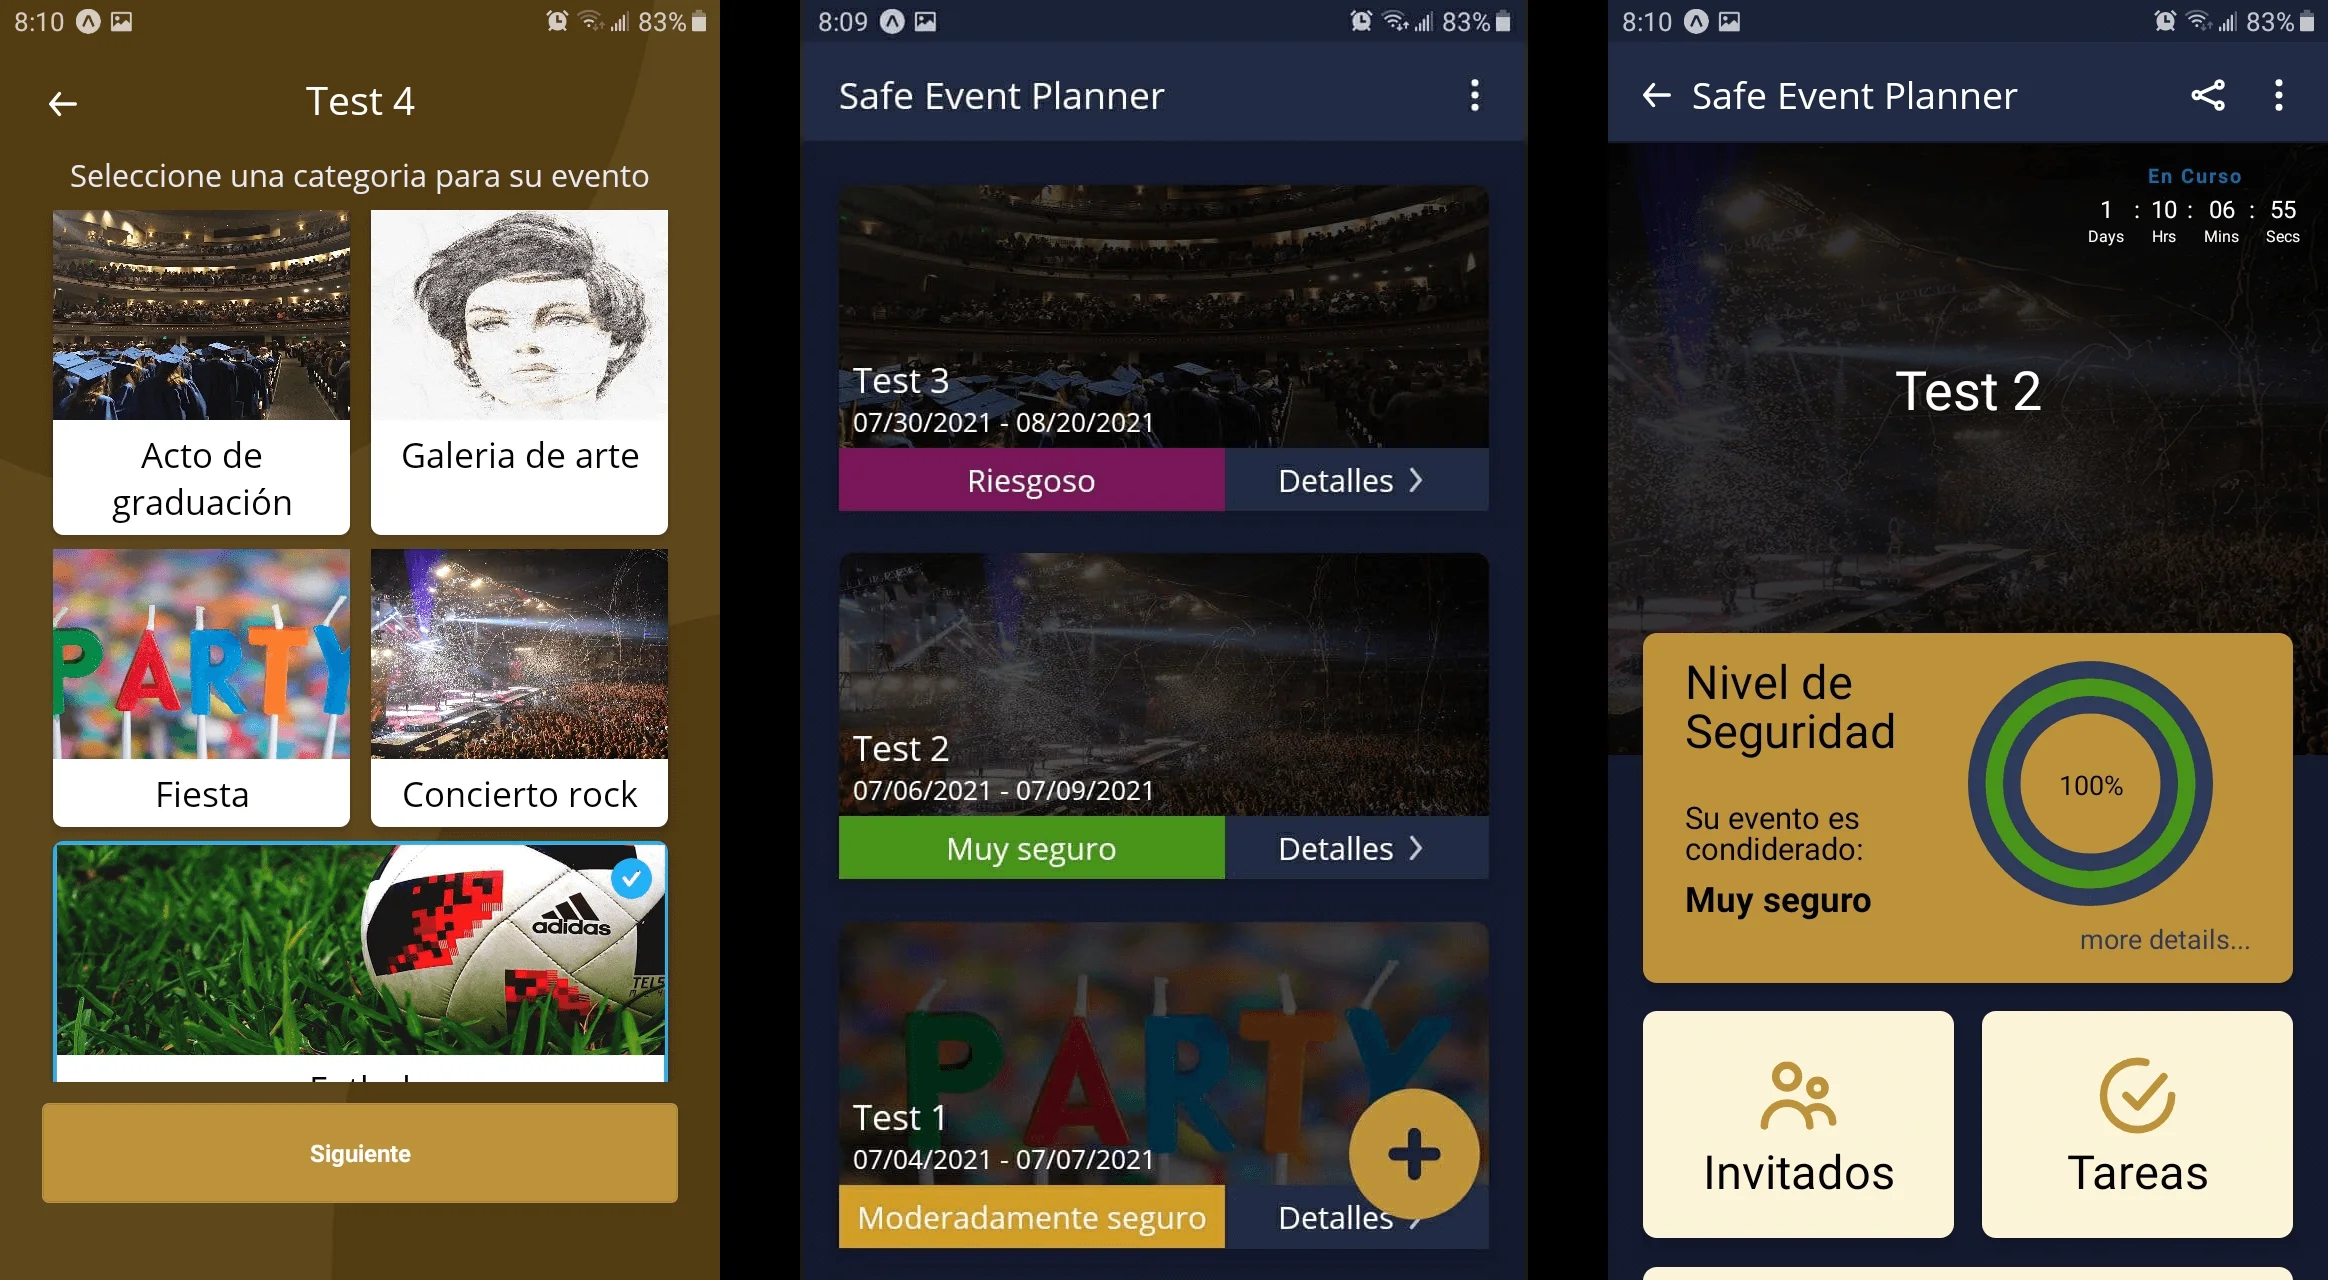 8:10
83%
Test 4
Seleccione una categoria para su evento
Acto de
graduación
Galeria de arte
PARTY
Fiesta
Concierto rock
adidas
Siguiente
8:09
83%
Safe Event Planner
Test 3
07/30/2021 - 08/20/2021
Riesgoso
Detalles
Test 2
07/06/2021 - 07/09/2021
Muy seguro
Detalles
PARTY
Test 1
07/04/2021 - 07/07/2021
Moderadamente seguro
Detalles
8:10
83%
Safe Event Planner
En Curso
1 : 10 : 06 : 55
Days Hrs Mins Secs
Test 2
Nivel de
Seguridad
100%
Su evento es
condiderado:
Muy seguro
more details...
Invitados
Tareas